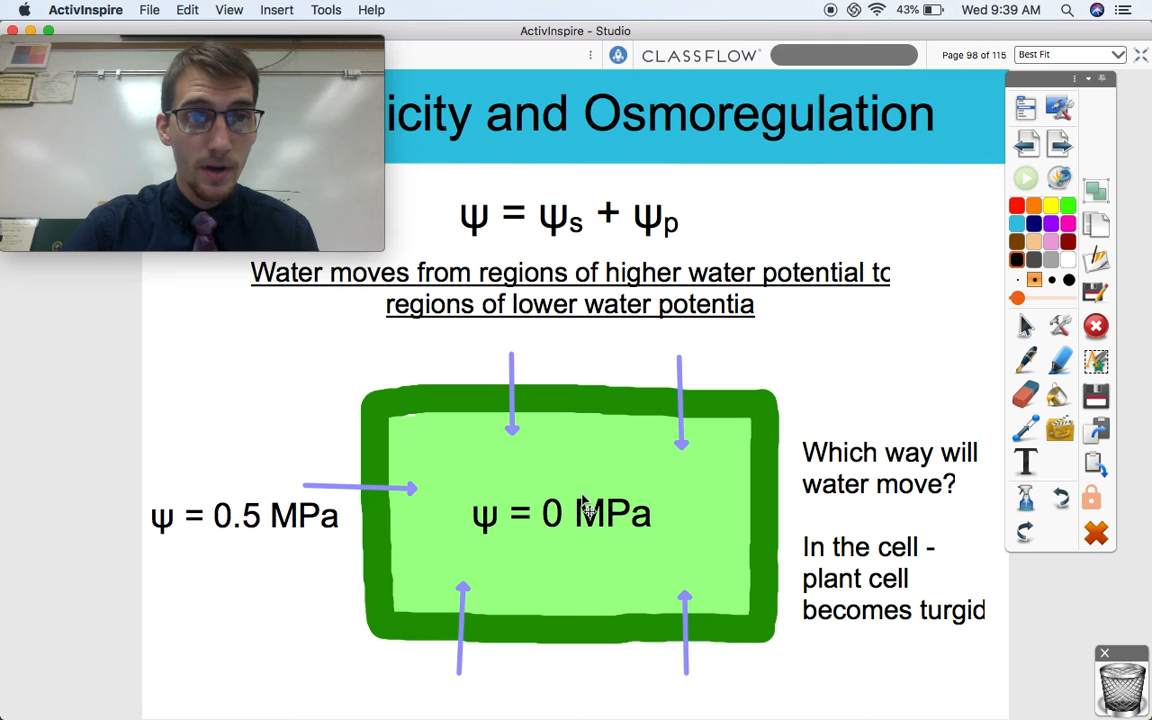 ActivInspire File Edit View Insert Tools Help 43% Wed 9:39 AM
ActivInspire - Studio
CLASSFLOW Page 98 of 115 Best Fit
icity and Osmoregulation
Ψ = Ψs + Ψp
Water moves from regions of higher water potential to
regions of lower water potentia
Which way will
water move?
Ψ = 0.5 MPa
Ψ = 0 MPa
In the cell -
plant cell
becomes turgid
T